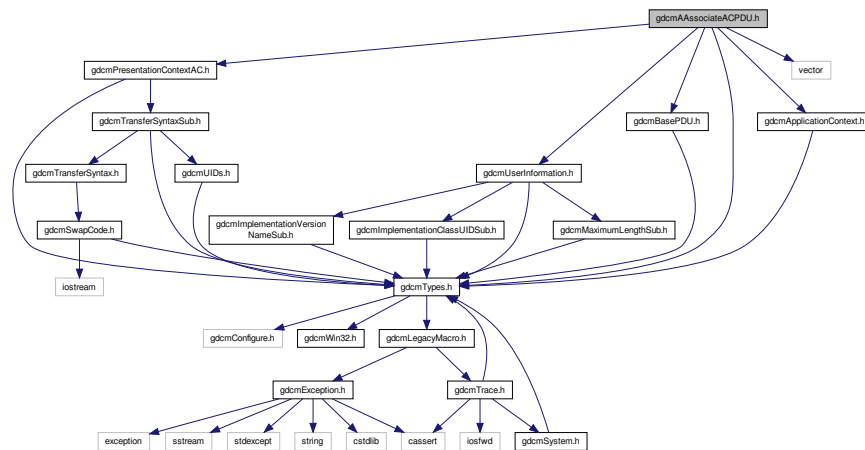 gdcmAAssociateACPDU.h
gdcmPresentationContextAC.h
vector
gdcmTransferSyntaxSub.h
gdcmBasePDU.h
gdcmApplicationContext.h
gdcmTransferSyntax.h
gdcmUIDs.h
gdcmUserInformation.h
gdcmSwapCode.h
gdcmImplementationVersion
NameSub.h
gdcmImplementationClassUIDSub.h
gdcmMaximumLengthSub.h
iostream
gdcmTypes.h
gdcmConfigure.h
gdcmWin32.h
gdcmLegacyMacro.h
gdcmException.h
gdcmTrace.h
exception
sstream
stdexcept
string
cstdlib
cassert
iosfwd
gdcmSystem.h